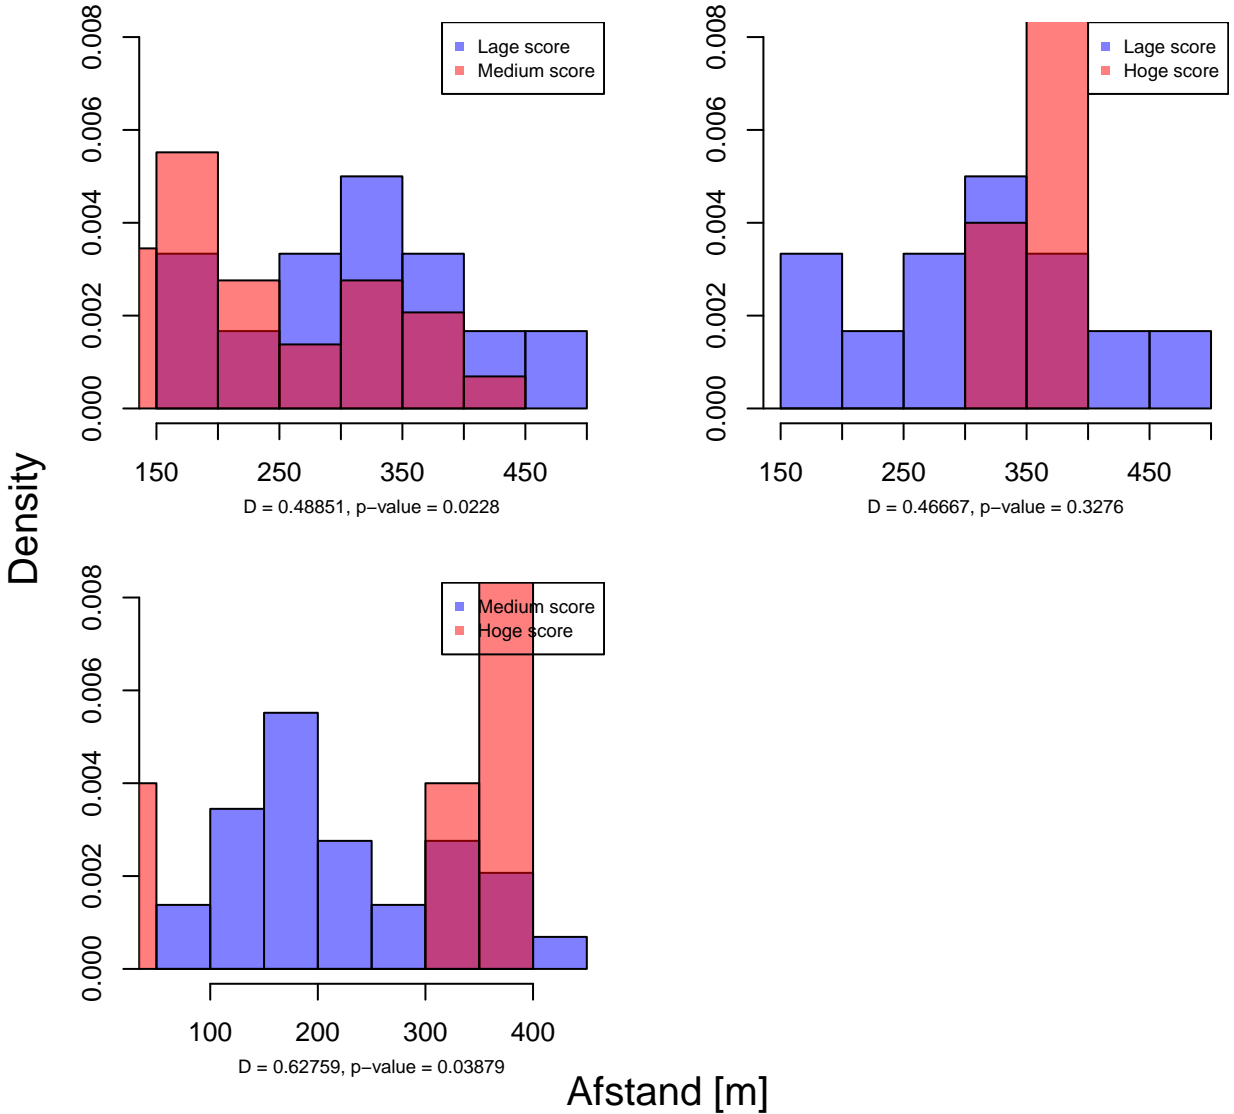 0.008
0.006
0.004
0.002
0.000
Lage score
Medium score
150 250 350 450
D = 0.48851, p−value = 0.0228
0.008
0.006
0.004
0.002
0.000
Lage score
Hoge score
150 250 350 450
D = 0.46667, p−value = 0.3276
Density
0.008
0.006
0.004
0.002
0.000
Medium score
Hoge score
100 200 300 400
D = 0.62759, p−value = 0.03879
Afstand [m]